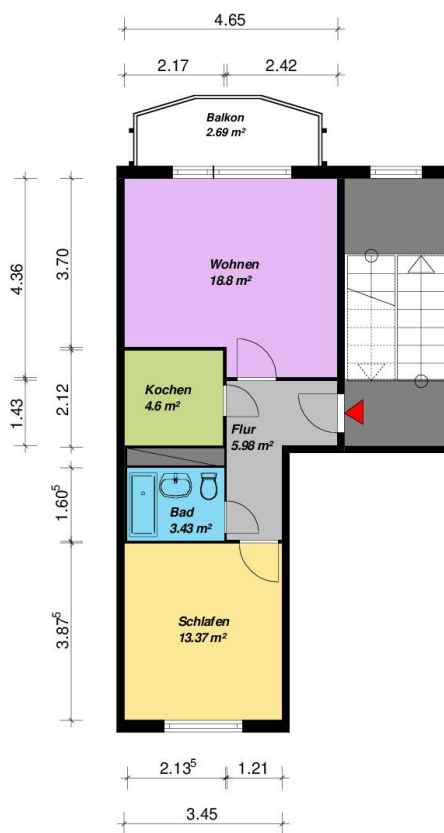 4.65
2.17
2.42
Balkon
2.69 m²
Wohnen
18.8 m²
4.36
3.70
Kochen
4.6 m²
1.43
2.12
Flur
5.98 m²
1.60⁵
Bad
3.43 m²
3.87⁵
Schlafen
13.37 m²
2.13⁵
1.21
3.45